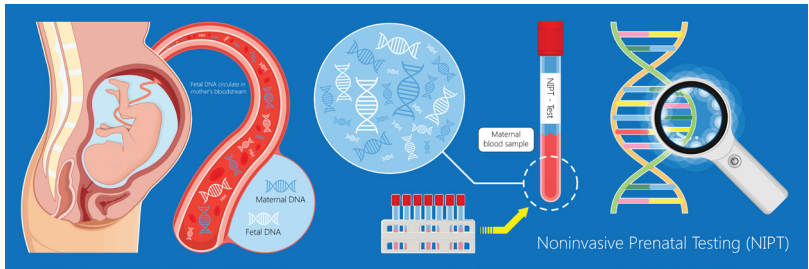 Fetal DNA circulate in
mother's bloodstream
Maternal DNA
Fetal DNA
NIPT - Test
Maternal
blood sample
Noninvasive Prenatal Testing (NIPT)